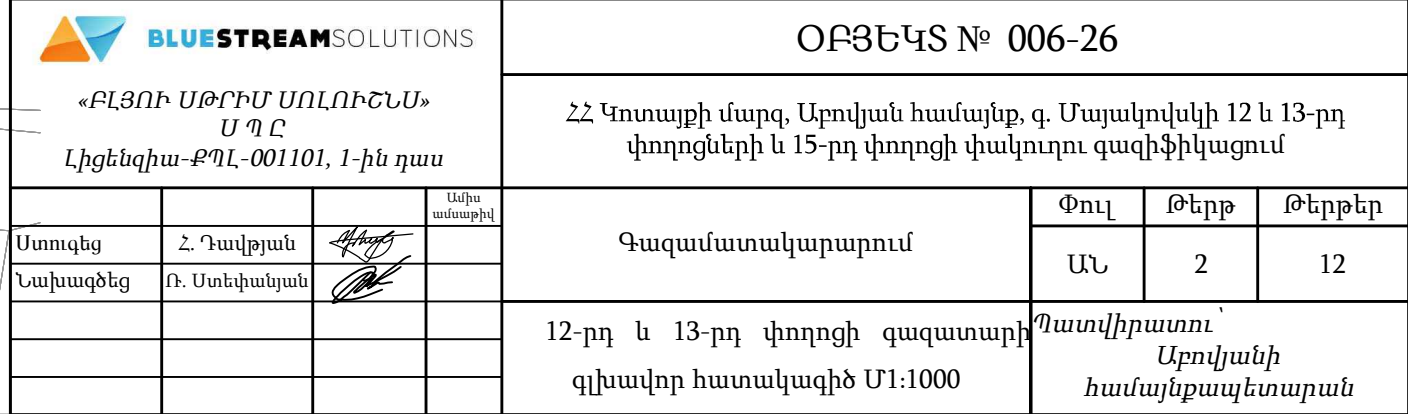 BLUESTREAMSOLUTIONS
«ԲԼՅՈՒ ՍԹՐԻՄ ՍՈԼՈՒՇՆՍ»
Ս Պ Ը
Լիցենզիա-ՔՊԼ-001101, 1-ին դաս
ՕԲՅԵԿՏ № 006-26
ՀՀ Կոտայքի մարզ, Աբովյան համայնք, գ. Մայակովսկի 12 և 13-րդ
փողոցների և 15-րդ փողոցի փակուղու գազիֆիկացում
Ամիս
ամսաթիվ
Ստուգեց Հ. Դավթյան
Նախագծեց Ռ. Ստեփանյան
Գազամատակարարում
Փուլ Թերթ Թերթեր
ԱՆ 2 12
12-րդ և 13-րդ փողոցի գազատարի
գլխավոր հատակագիծ Մ1:1000
Պատվիրատու՝
Աբովյանի
համայնքապետարան